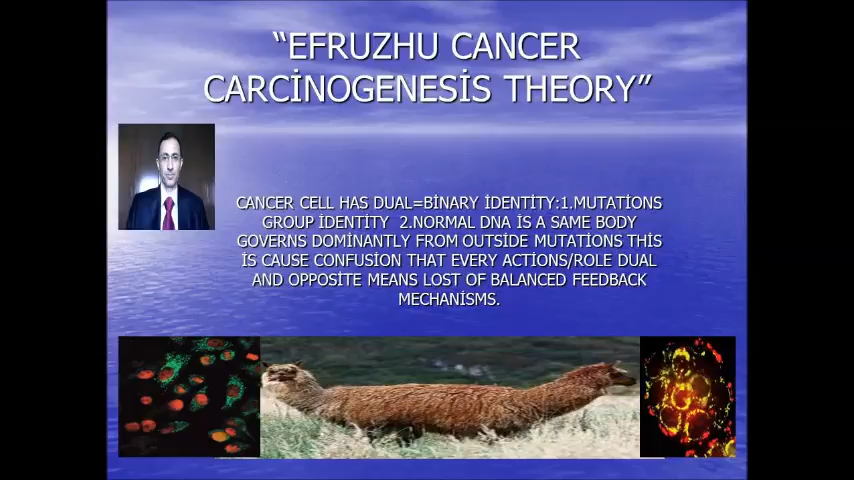 “EFRUZHU CANCER
CARCİNOGENESİS THEORY”
CANCER CELL HAS DUAL=BİNARY İDENTİTY:1.MUTATİONS
GROUP İDENTİTY 2.NORMAL DNA İS A SAME BODY
GOVERNS DOMİNANTLY FROM OUTSİDE MUTATİONS THİS
İS CAUSE CONFUSİON THAT EVERY ACTİONS/ROLE DUAL
AND OPPOSİTE MEANS LOST OF BALANCED FEEDBACK
MECHANİSMS.